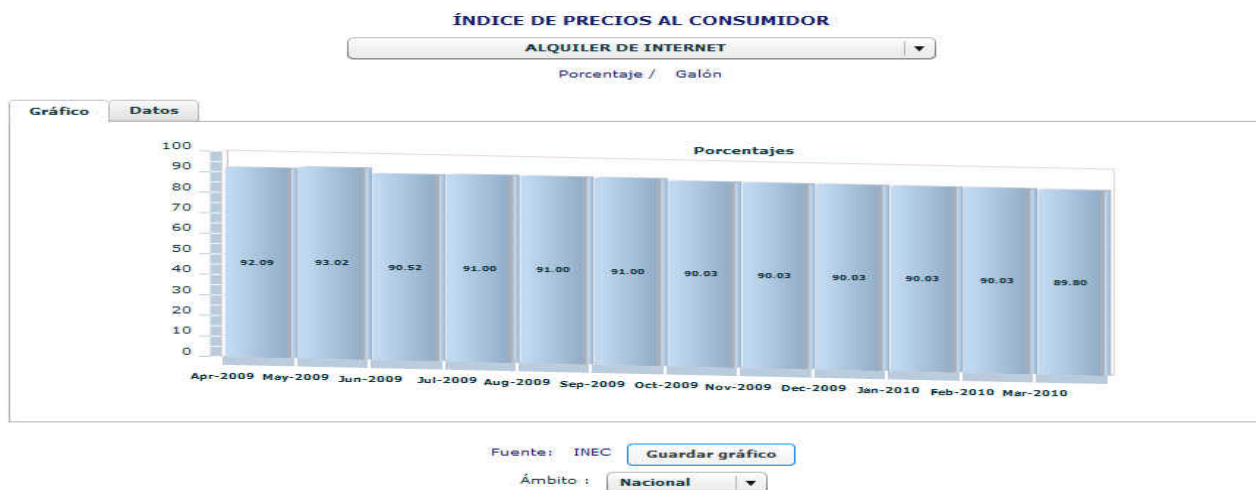 ÍNDICE DE PRECIOS AL CONSUMIDOR
ALQUILER DE INTERNET
Porcentaje / Galón
Gráfico Datos
Porcentajes
100
90
80
70
60
50
40
30
20
10
0
92.09 93.02 90.52 91.00 91.00 91.00 90.03 90.03 90.03 90.03 90.03 89.80
Apr-2009 May-2009 Jun-2009 Jul-2009 Aug-2009 Sep-2009 Oct-2009 Nov-2009 Dec-2009 Jan-2010 Feb-2010 Mar-2010
Fuente: INEC Guardar gráfico
Ámbito : Nacional